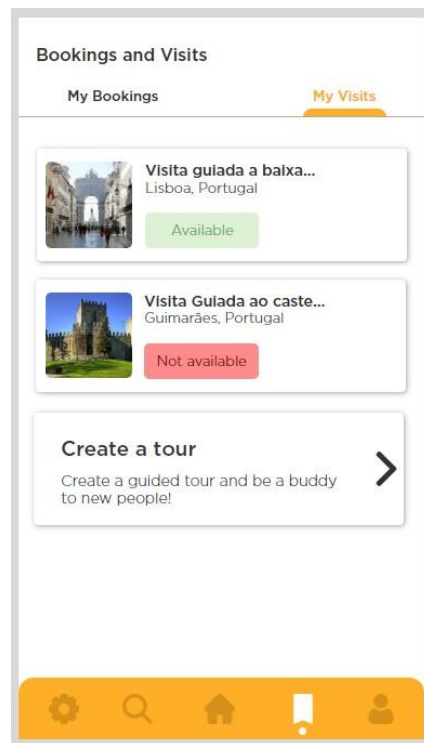 Bookings and Visits
My Bookings
My Visits
Visita guiada a baixa...
Lisboa, Portugal
Available
Visita Guiada ao caste...
Guimarães, Portugal
Not available
Create a tour
Create a guided tour and be a buddy
to new people!